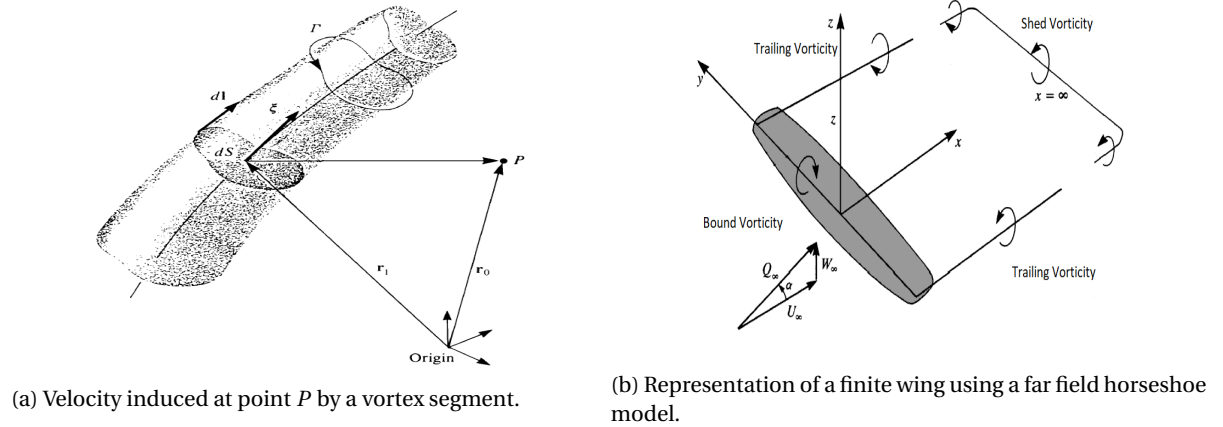 Γ
d𝐥
ξ
dS
P
r₁
r₀
Origin
(a) Velocity induced at point P by a vortex segment.
z
Trailing Vorticity
Shed Vorticity
y
x = ∞
z
x
Bound Vorticity
Q∞
W∞
α
U∞
Trailing Vorticity
(b) Representation of a finite wing using a far field horseshoe
model.